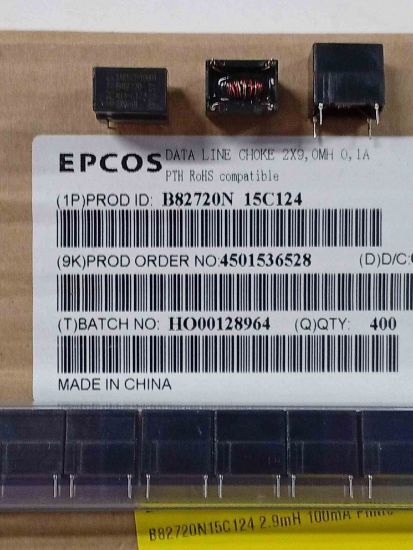 B82720
EPCOS DATA LINE CHOKE 2X9,0MH 0,1A
PTH RoHS compatible
(1P)PROD ID: B82720N 15C124
(9K)PROD ORDER NO:4501536528 (D)D/C:
(T)BATCH NO: HO00128964 (Q)QTY: 400
MADE IN CHINA
B82720N15C124 2.9mH 100mA